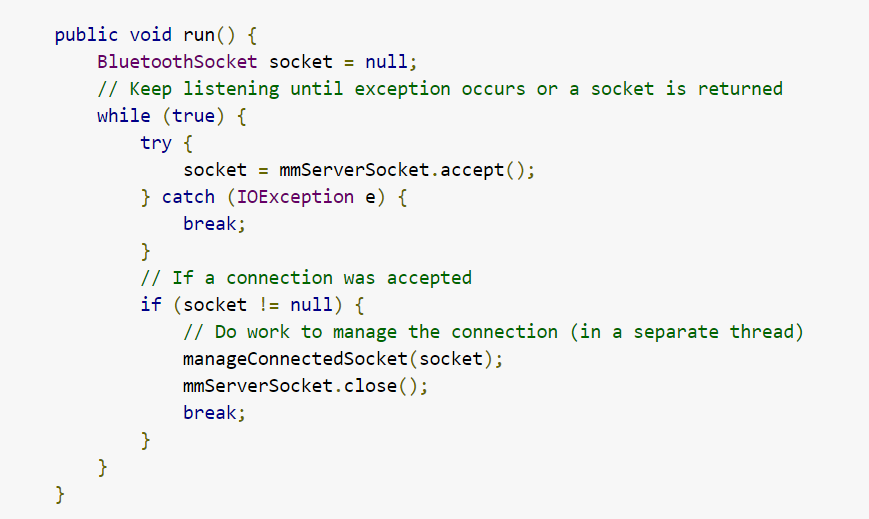 public void run() {
    BluetoothSocket socket = null;
    // Keep listening until exception occurs or a socket is returned
    while (true) {
        try {
            socket = mmServerSocket.accept();
        } catch (IOException e) {
            break;
        }
        // If a connection was accepted
        if (socket != null) {
            // Do work to manage the connection (in a separate thread)
            manageConnectedSocket(socket);
            mmServerSocket.close();
            break;
        }
    }
}